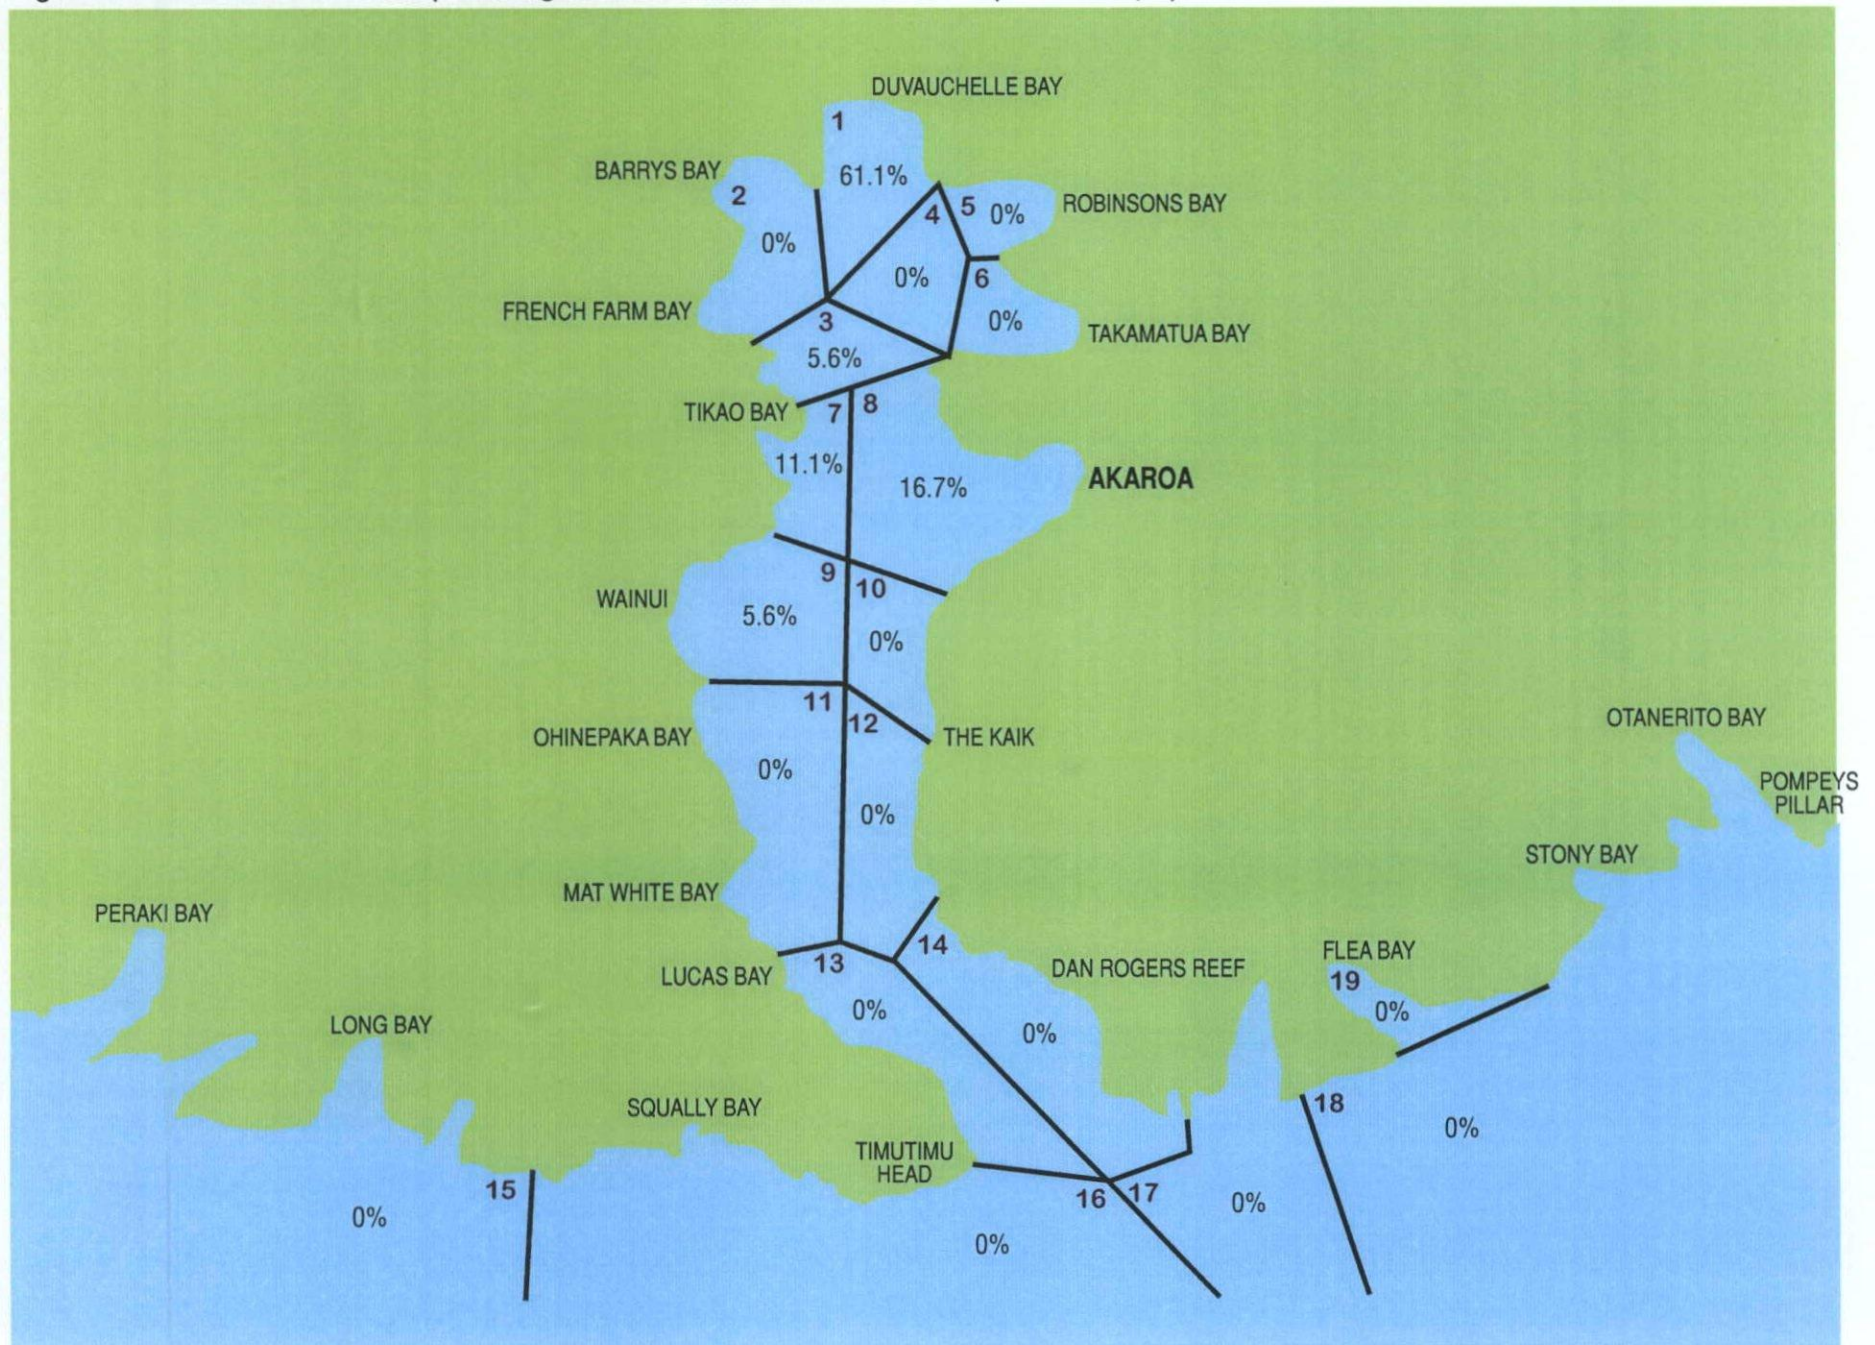 DUVAUCHELLE BAY
1
BARRYS BAY
61.1%
2
4
5
0%
ROBINSONS BAY
0%
0%
6
FRENCH FARM BAY
3
0%
TAKAMATUA BAY
5.6%
TIKAO BAY
7
8
11.1%
16.7%
AKAROA
9
10
WAINUI
5.6%
0%
11
12
OHINEPAKA BAY
THE KAIK
OTANERITO BAY
0%
POMPEYS
PILLAR
0%
STONY BAY
MAT WHITE BAY
PERAKI BAY
14
13
LUCAS BAY
DAN ROGERS REEF
FLEA BAY
19
0%
0%
LONG BAY
0%
SQUALLY BAY
18
0%
TIMUTIMU
HEAD
15
16
17
0%
0%
0%